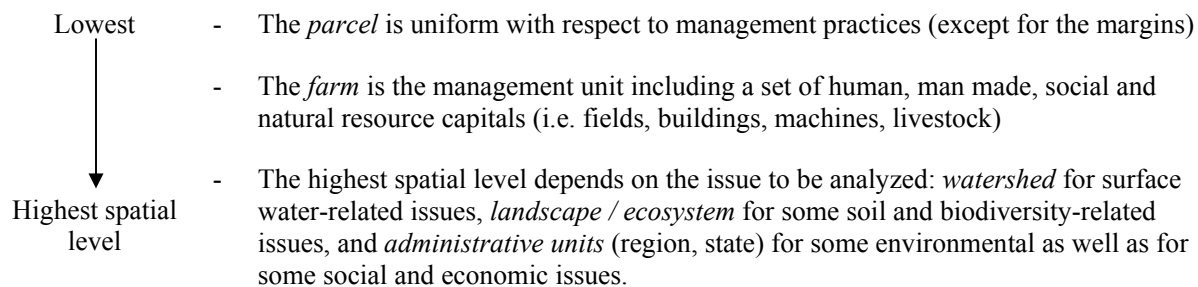 Lowest - The parcel is uniform with respect to management practices (except for the margins)
- The farm is the management unit including a set of human, man made, social and
natural resource capitals (i.e. fields, buildings, machines, livestock)
- The highest spatial level depends on the issue to be analyzed: watershed for surface
Highest spatial water-related issues, landscape / ecosystem for some soil and biodiversity-related
level issues, and administrative units (region, state) for some environmental as well as for
some social and economic issues.